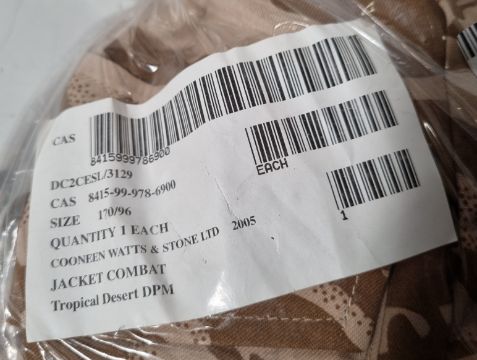 CAS
8415999786900
DC2CESL/3129
CAS 8415-99-978-6900
EACH
SIZE 170/96
QUANTITY 1 EACH
1
COONEEN WATTS & STONE LTD 2005
JACKET COMBAT
Tropical Desert DPM